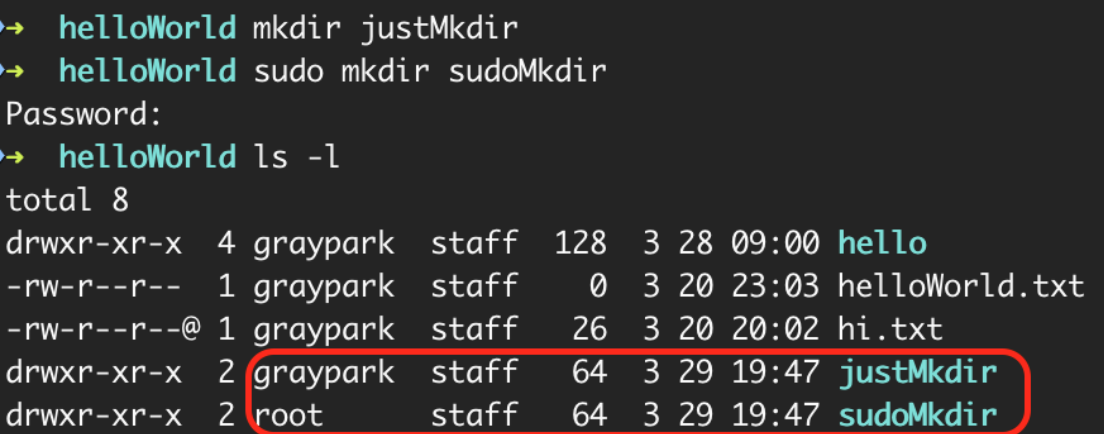 ➜ helloWorld mkdir justMkdir
➜ helloWorld sudo mkdir sudoMkdir
Password:
➜ helloWorld ls -l
total 8
drwxr-xr-x  4 graypark  staff  128  3 28 09:00 hello
-rw-r--r--  1 graypark  staff    0  3 20 23:03 helloWorld.txt
-rw-r--r--@ 1 graypark  staff   26  3 20 20:02 hi.txt
drwxr-xr-x  2 graypark  staff   64  3 29 19:47 justMkdir
drwxr-xr-x  2 root      staff   64  3 29 19:47 sudoMkdir